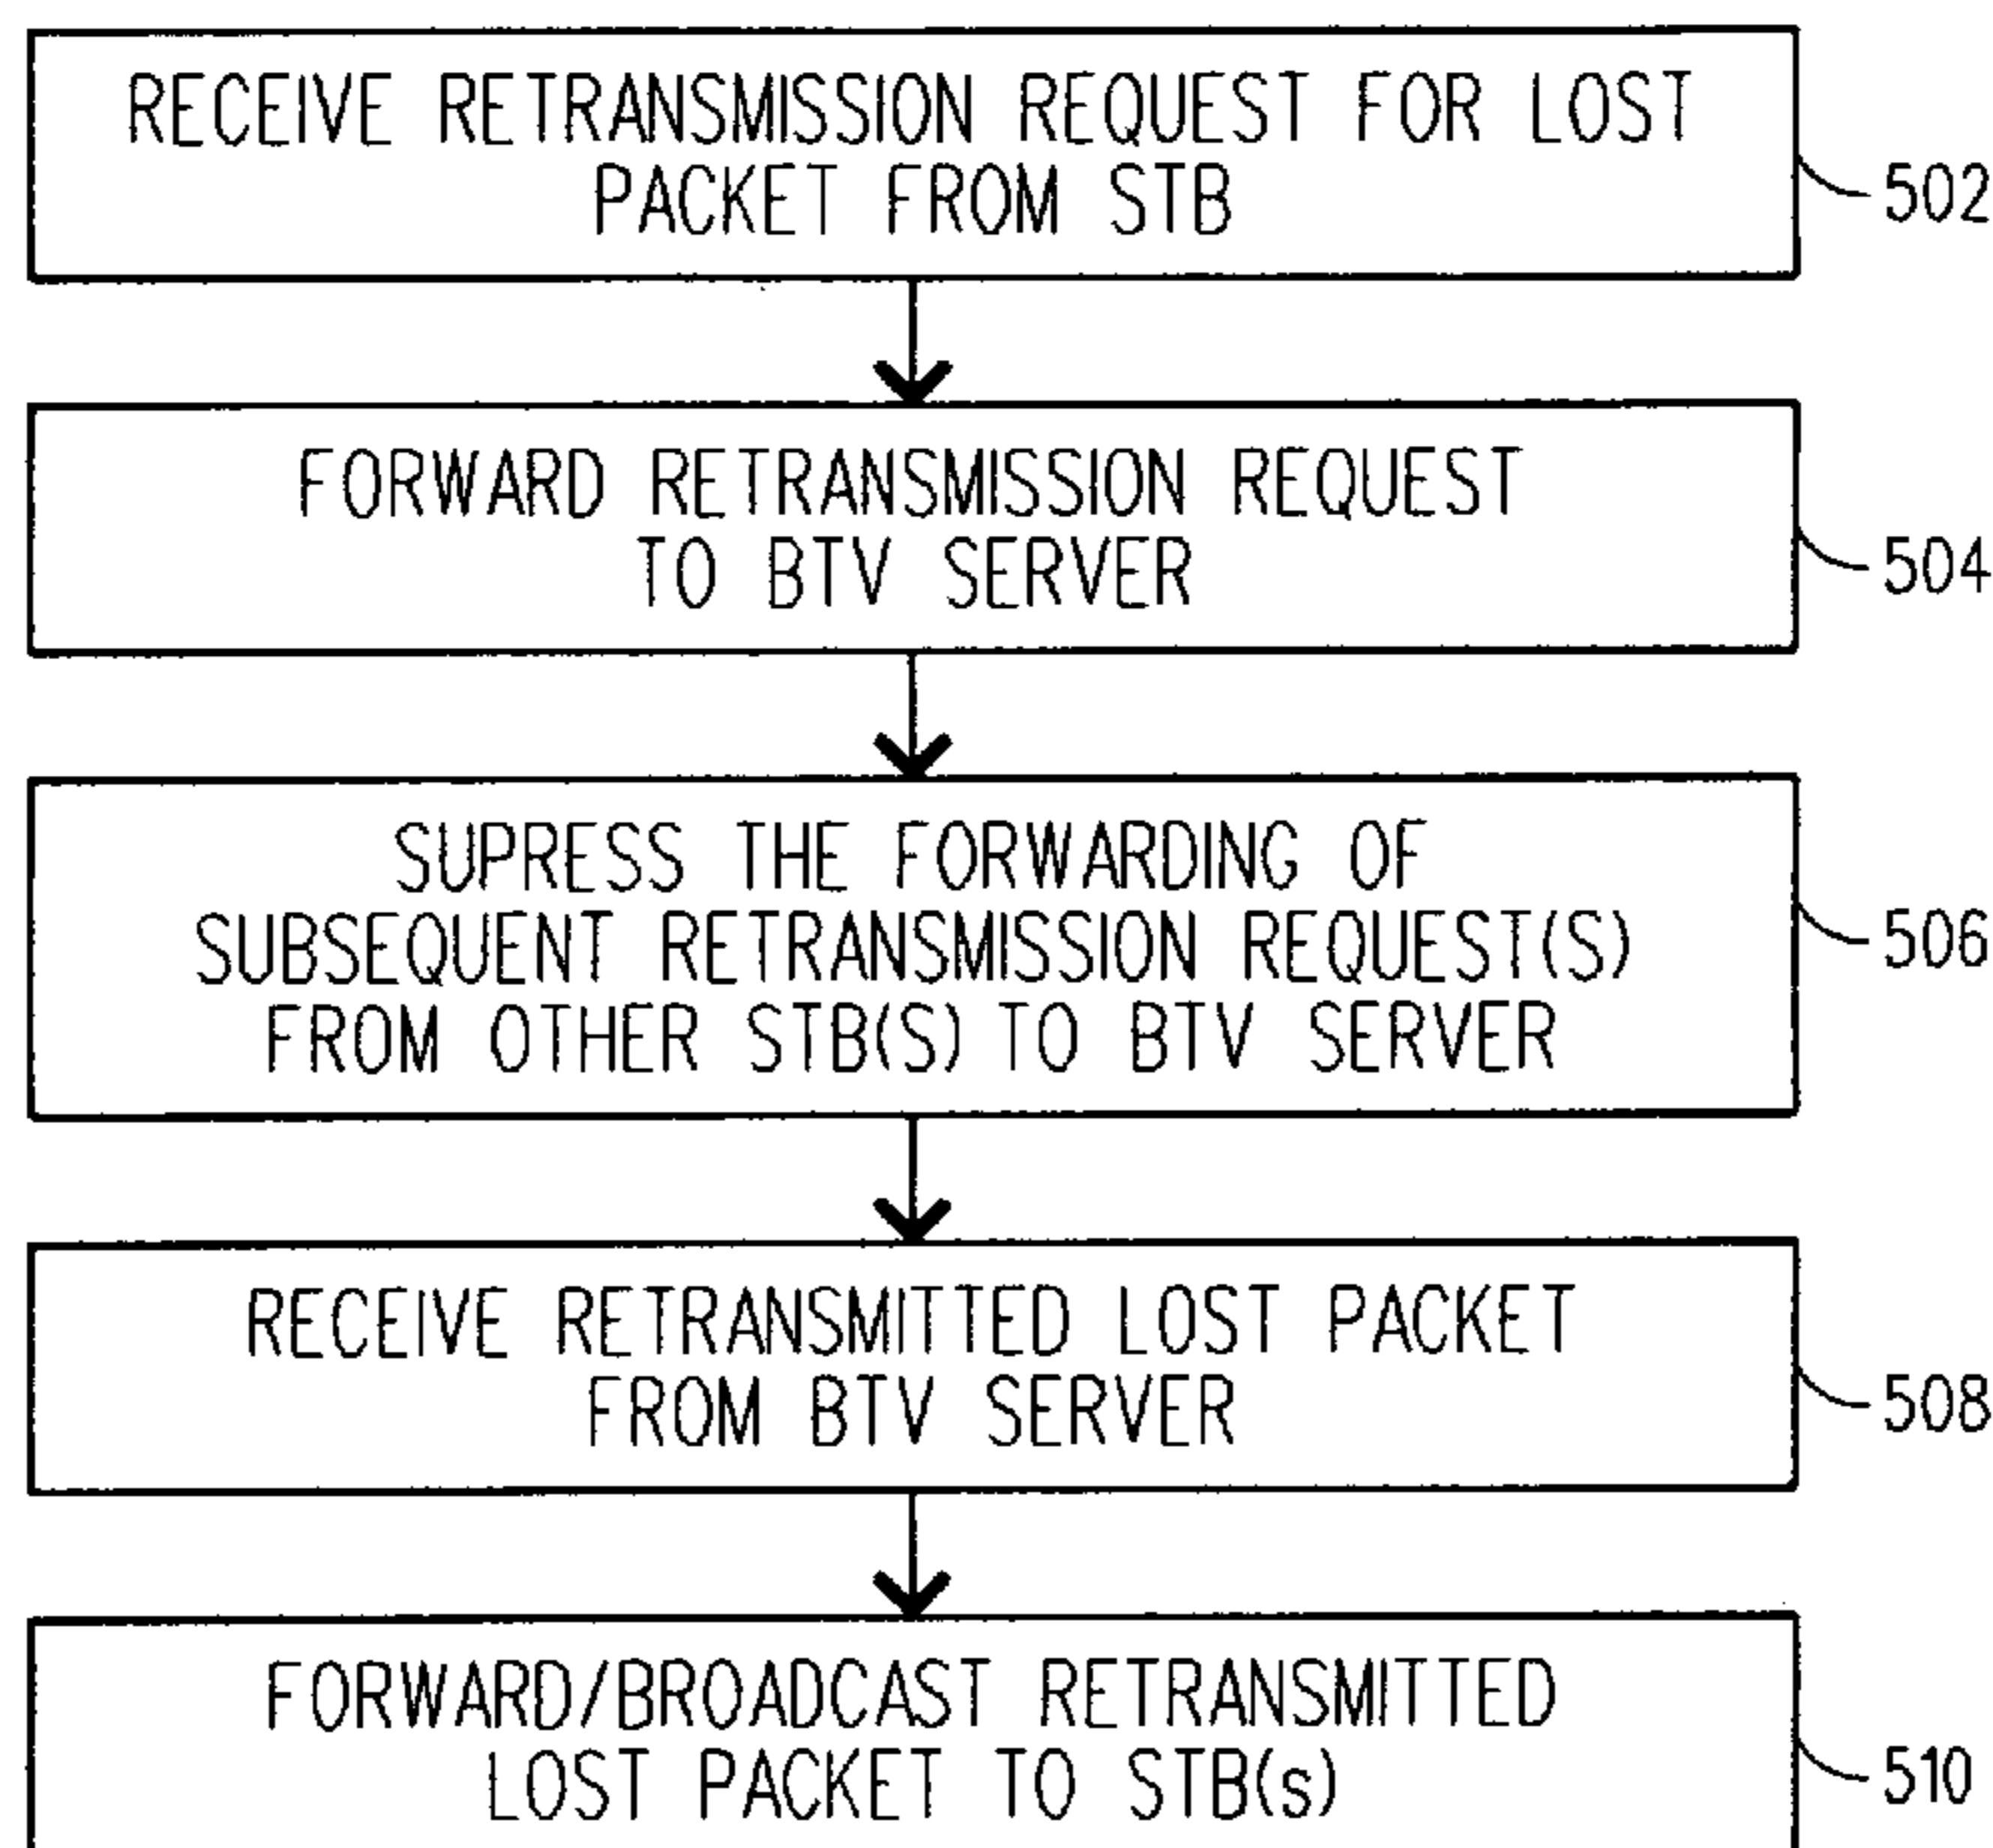 RECEIVE RETRANSMISSION REQUEST FOR LOST
PACKET FROM STB
502
FORWARD RETRANSMISSION REQUEST
TO BTV SERVER
504
SUPRESS THE FORWARDING OF
SUBSEQUENT RETRANSMISSION REQUEST(S)
FROM OTHER STB(S) TO BTV SERVER
506
RECEIVE RETRANSMITTED LOST PACKET
FROM BTV SERVER
508
FORWARD/BROADCAST RETRANSMITTED
LOST PACKET TO STB(s)
510